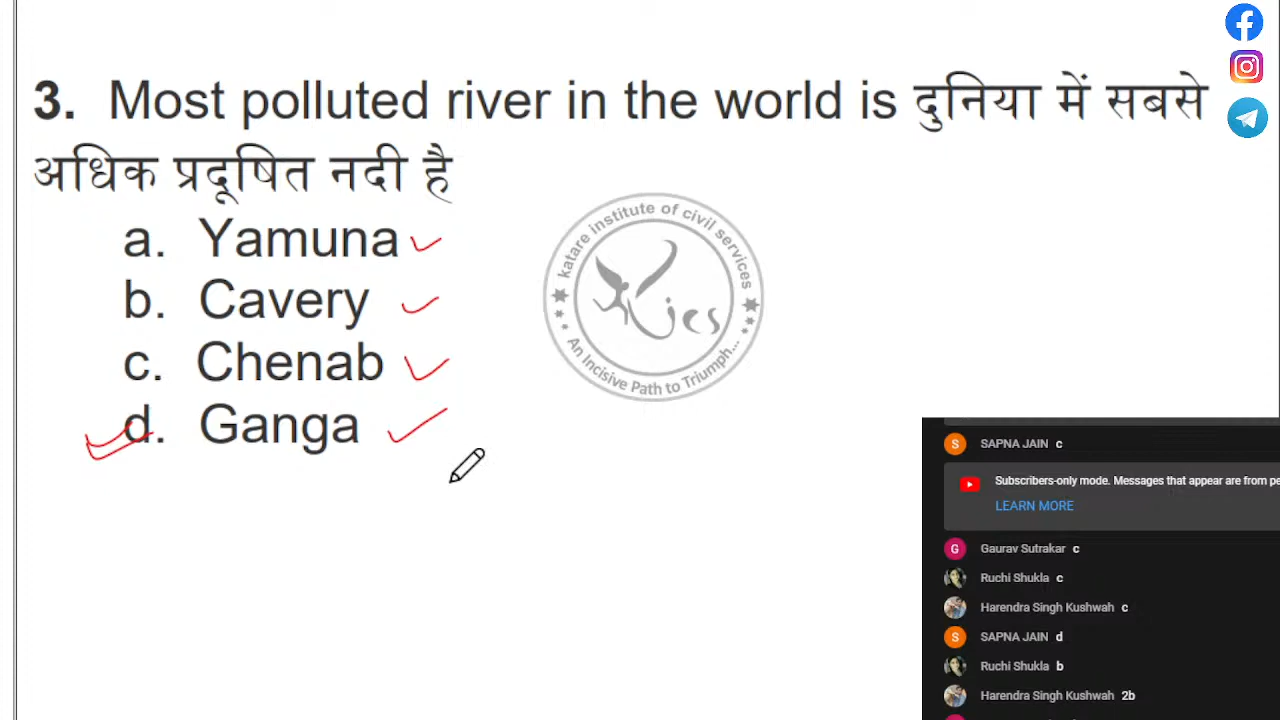 3. Most polluted river in the world is दुनिया में सबसे
अधिक प्रदूषित नदी है
a. Yamuna
b. Cavery
c. Chenab
d. Ganga
katare institute of civil services
kics
An Incisive Path to Triumph...
S SAPNA JAIN c
Subscribers-only mode. Messages that appear are from pe
LEARN MORE
G Gaurav Sutrakar c
Ruchi Shukla c
Harendra Singh Kushwah c
S SAPNA JAIN d
Ruchi Shukla b
Harendra Singh Kushwah 2b